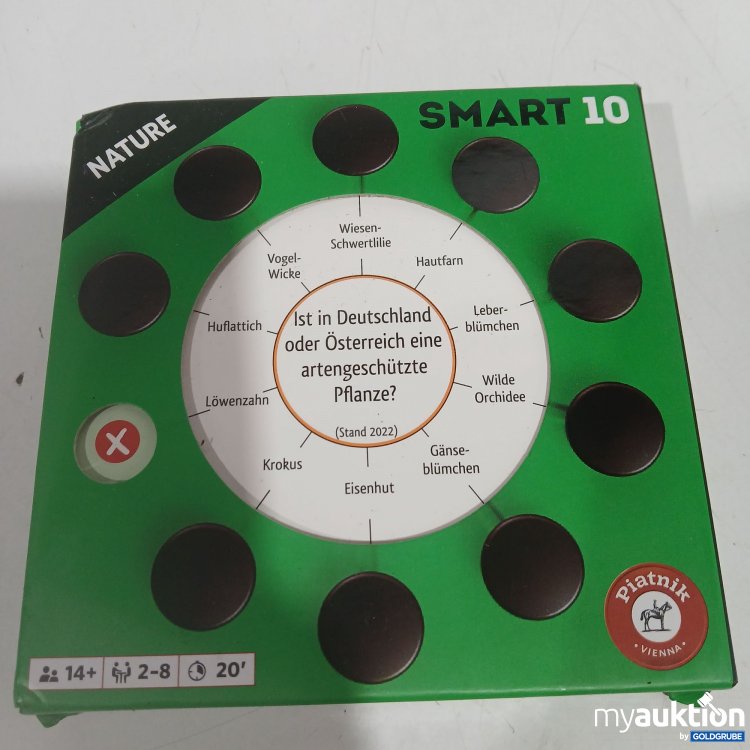 NATURE
SMART 10
Wiesen-
Schwertlilie
Hautfarn
Leber-
blümchen
Wilde
Orchidee
Gänse-
blümchen
Eisenhut
Krokus
Löwenzahn
Huflattich
Vogel-
Wicke
Ist in Deutschland
oder Österreich eine
artengeschützte
Pflanze?
(Stand 2022)
Piatnik
• VIENNA •
14+
2-8
20'
myauktion
by GOLDGRUBE